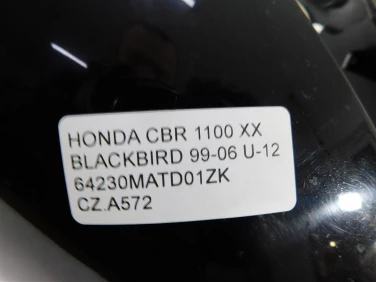 HONDA CBR 1100 XX
BLACKBIRD 99-06 U-12
64230MATD01ZK
CZ.A572